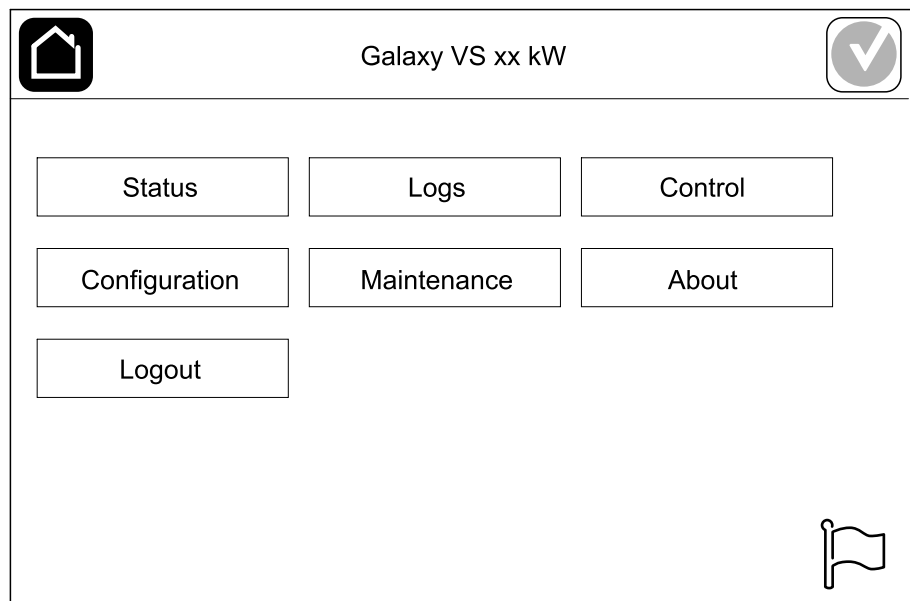 Galaxy VS xx kW
Status
Logs
Control
Configuration
Maintenance
About
Logout